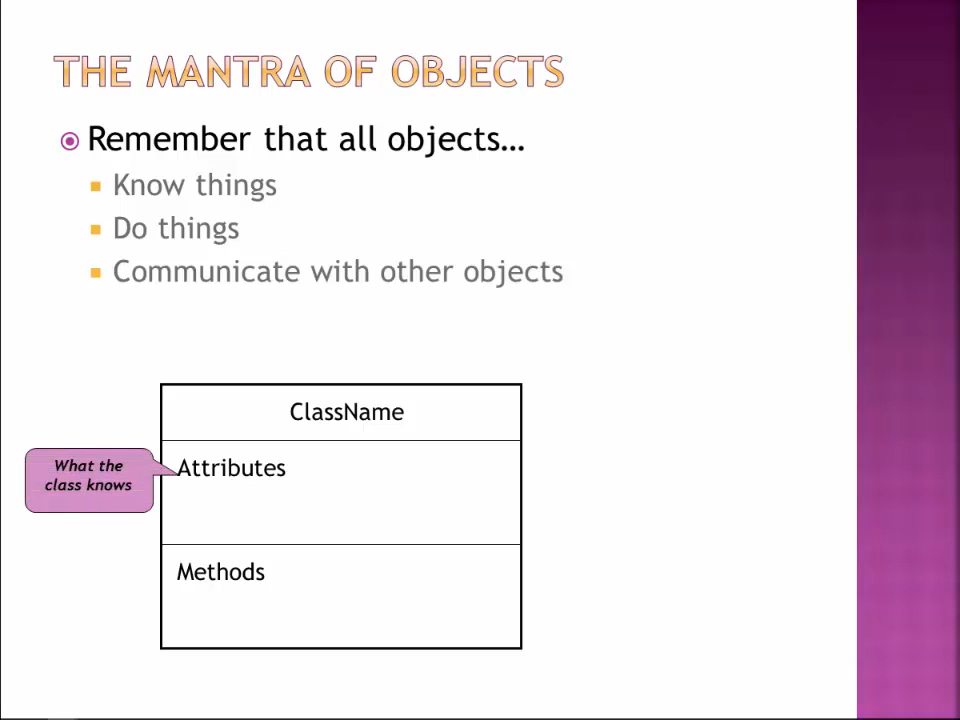 THE MANTRA OF OBJECTS
Remember that all objects…
Know things
Do things
Communicate with other objects
ClassName
What the
class knows
Attributes
Methods